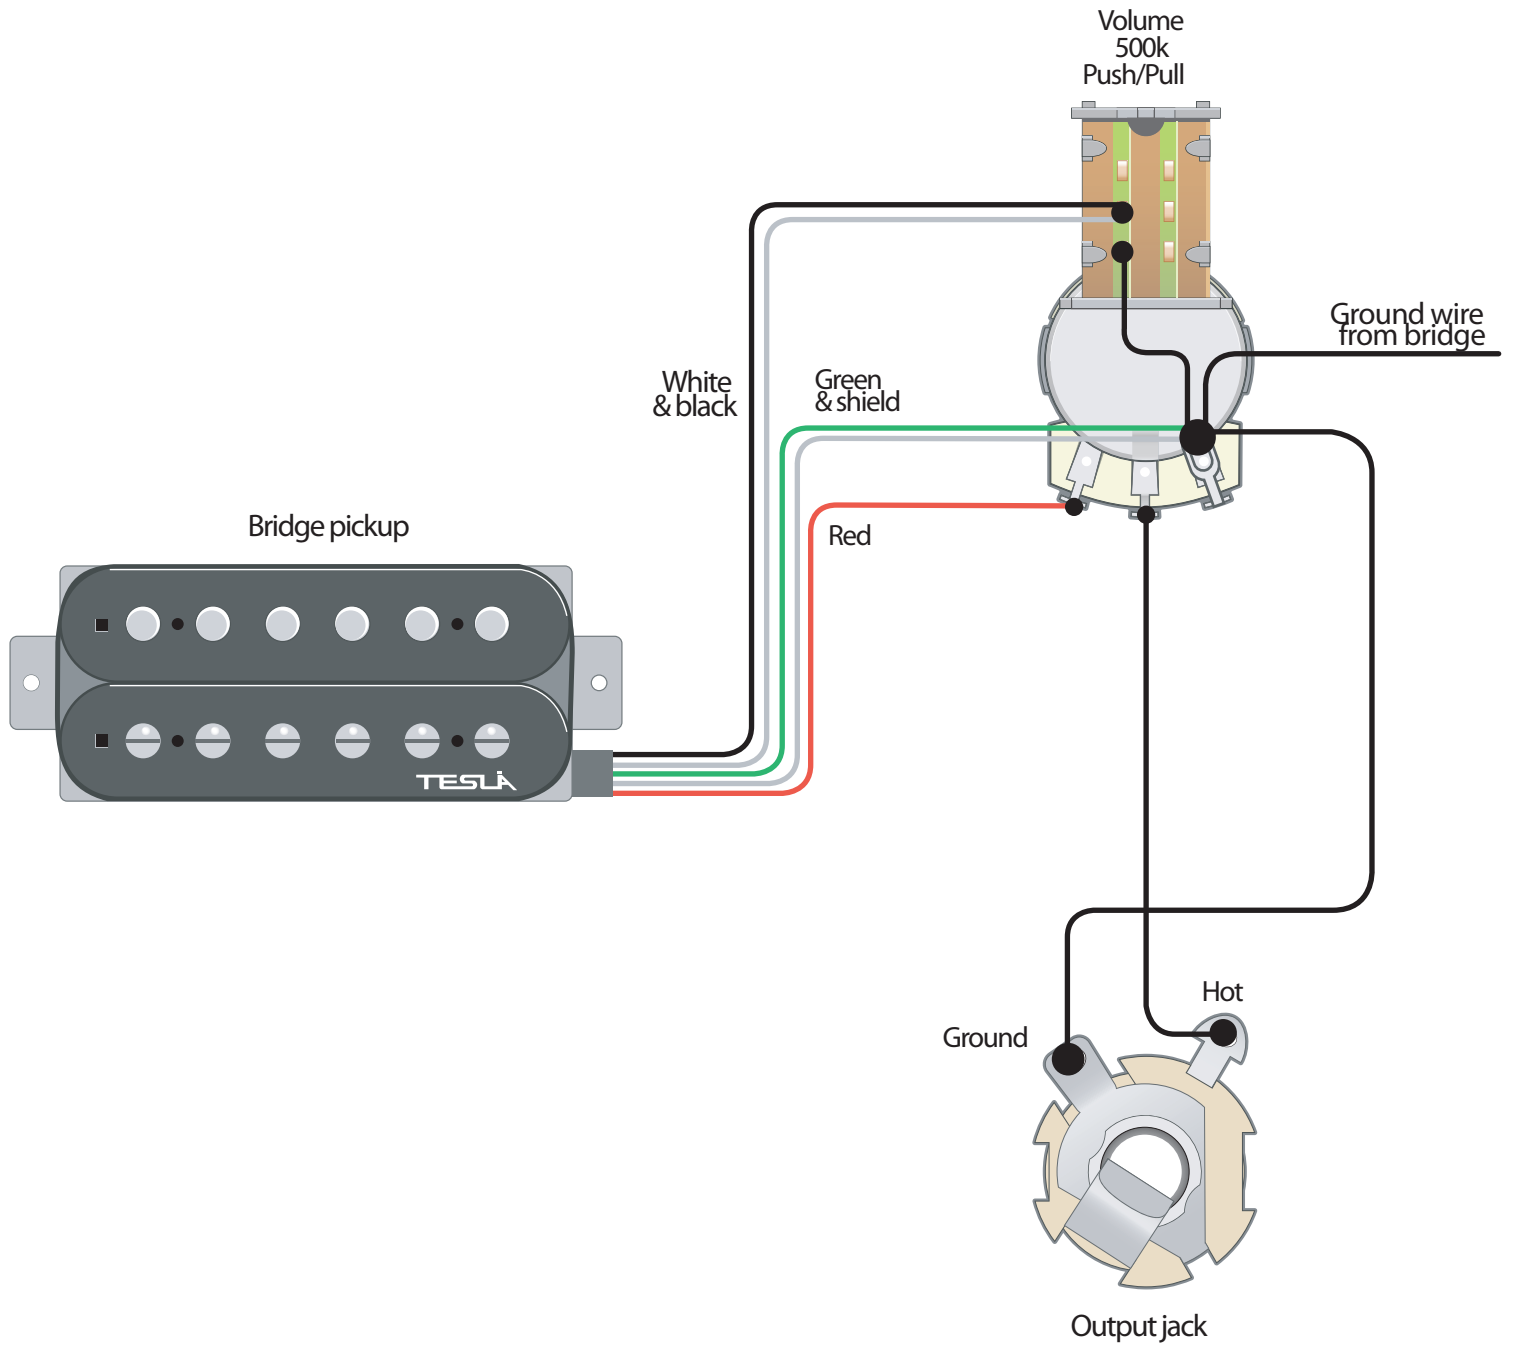 Volume
500k
Push/Pull
Ground wire
from bridge
White
& black
Green
& shield
Red
Bridge pickup
TESLA
Hot
Ground
Output jack